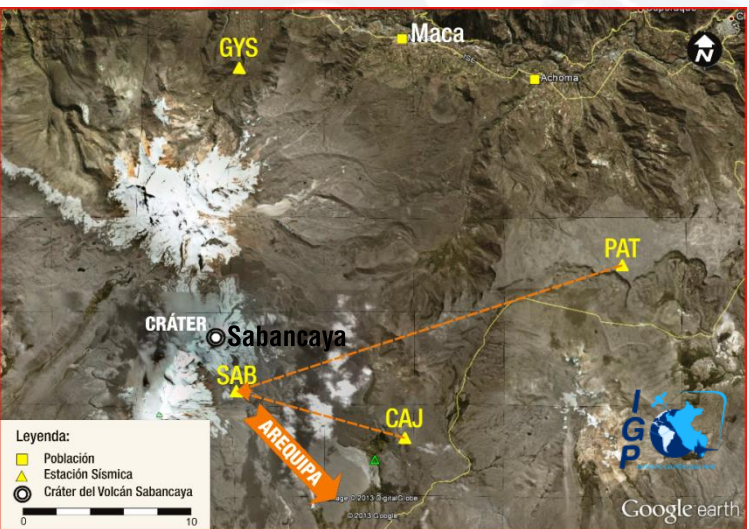 GYS
Maca
N
Achoma
PAT
CRÁTER
Sabancaya
SAB
CAJ
AREQUIPA
IGP
Leyenda:
Población
Estación Sísmica
Cráter del Volcán Sabancaya
0 10
Image © 2013 DigitalGlobe
© 2013 Google
Google earth